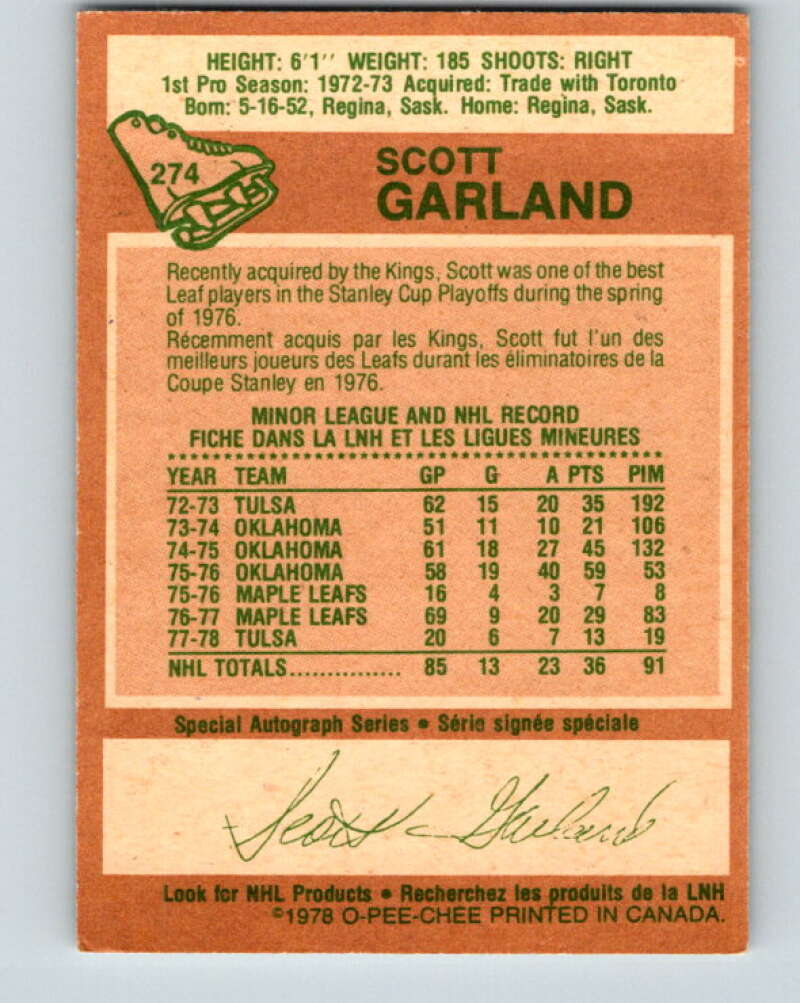 HEIGHT: 6'1'' WEIGHT: 185 SHOOTS: RIGHT
1st Pro Season: 1972-73 Acquired: Trade with Toronto
Born: 5-16-52, Regina, Sask. Home: Regina, Sask.
274
SCOTT
GARLAND
Recently acquired by the Kings, Scott was one of the best
Leaf players in the Stanley Cup Playoffs during the spring
of 1976.
Récemment acquis par les Kings, Scott fut l'un des
meilleurs joueurs des Leafs durant les éliminatoires de la
Coupe Stanley en 1976.
MINOR LEAGUE AND NHL RECORD
FICHE DANS LA LNH ET LES LIGUES MINEURES
YEAR TEAM GP G A PTS PIM
72-73 TULSA 62 15 20 35 192
73-74 OKLAHOMA 51 11 10 21 106
74-75 OKLAHOMA 61 18 27 45 132
75-76 OKLAHOMA 58 19 40 59 53
75-76 MAPLE LEAFS 16 4 3 7 8
76-77 MAPLE LEAFS 69 9 20 29 83
77-78 TULSA 20 6 7 13 19
NHL TOTALS............... 85 13 23 36 91
Special Autograph Series • Série signée spéciale
Scott Garland
Look for NHL Products • Recherchez les produits de la LNH
©1978 O-PEE-CHEE PRINTED IN CANADA.